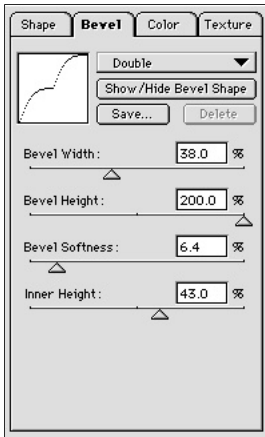 Shape Bevel Color Texture
Double
Show/Hide Bevel Shape
Save... Delete
Bevel Width: 38.0 %
Bevel Height: 200.0 %
Bevel Softness: 6.4 %
Inner Height: 43.0 %